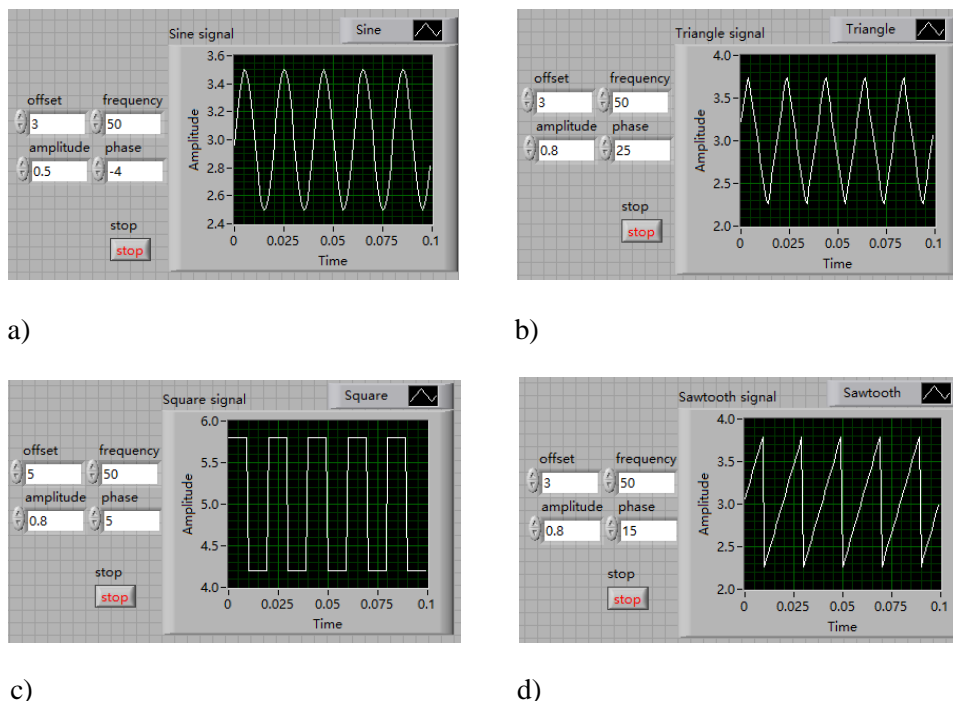 Sine signal Sine
offset frequency
3 50
amplitude phase
0.5 -4
stop
stop
Amplitude
3.6
3.4
3.2
3.0
2.8
2.6
2.4
0 0.025 0.05 0.075 0.1
Time
a)
Triangle signal Triangle
offset frequency
3 50
amplitude phase
0.8 25
stop
stop
Amplitude
4.0
3.5
3.0
2.5
2.0
0 0.025 0.05 0.075 0.1
Time
b)
Square signal Square
offset frequency
5 50
amplitude phase
0.8 5
stop
stop
Amplitude
6.0
5.5
5.0
4.5
4.0
0 0.025 0.05 0.075 0.1
Time
c)
Sawtooth signal Sawtooth
offset frequency
3 50
amplitude phase
0.8 15
stop
stop
Amplitude
4.0
3.5
3.0
2.5
2.0
0 0.025 0.05 0.075 0.1
Time
d)